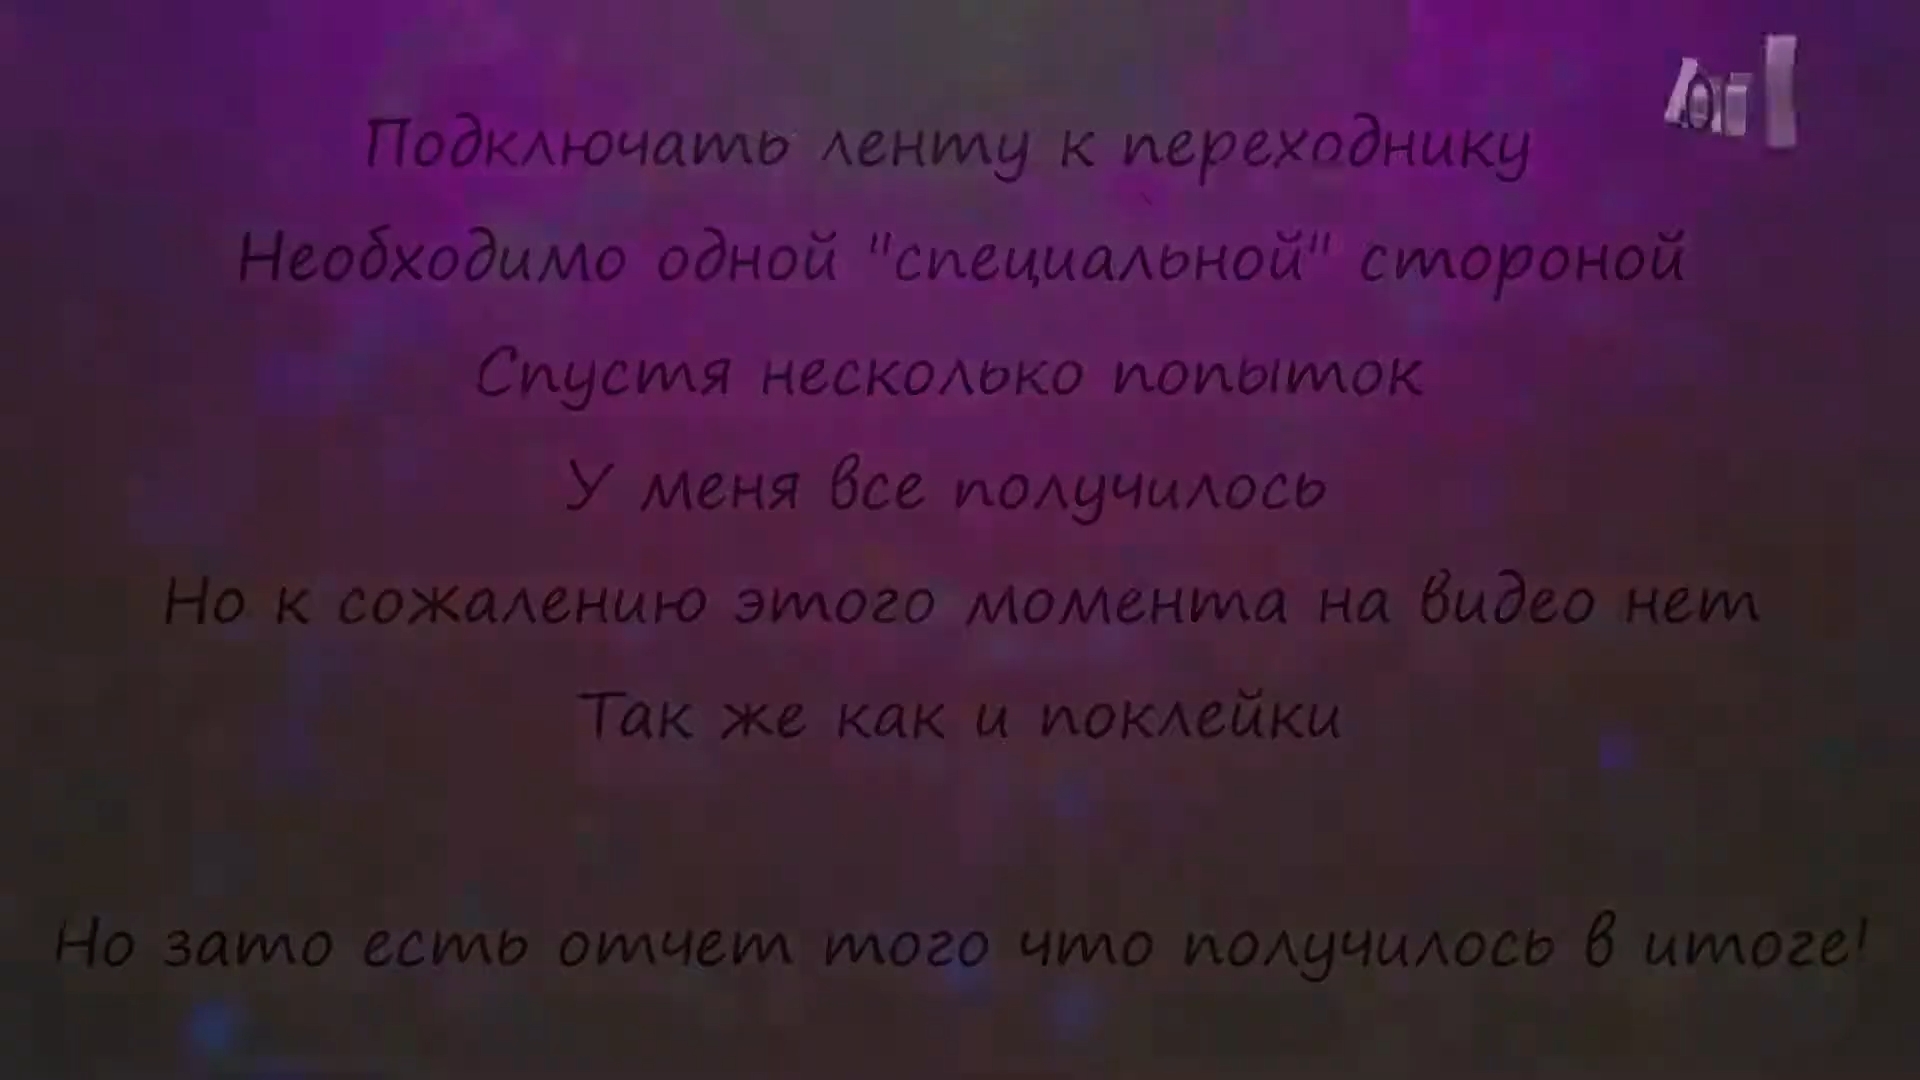 Подключать ленту к переходнику
Необходимо одной "специальной" стороной
Спустя несколько попыток
У меня все получилось
Но к сожалению этого момента на видео нет
Так же как и поклейки
Но зато есть отчет того что получилось в итоге!